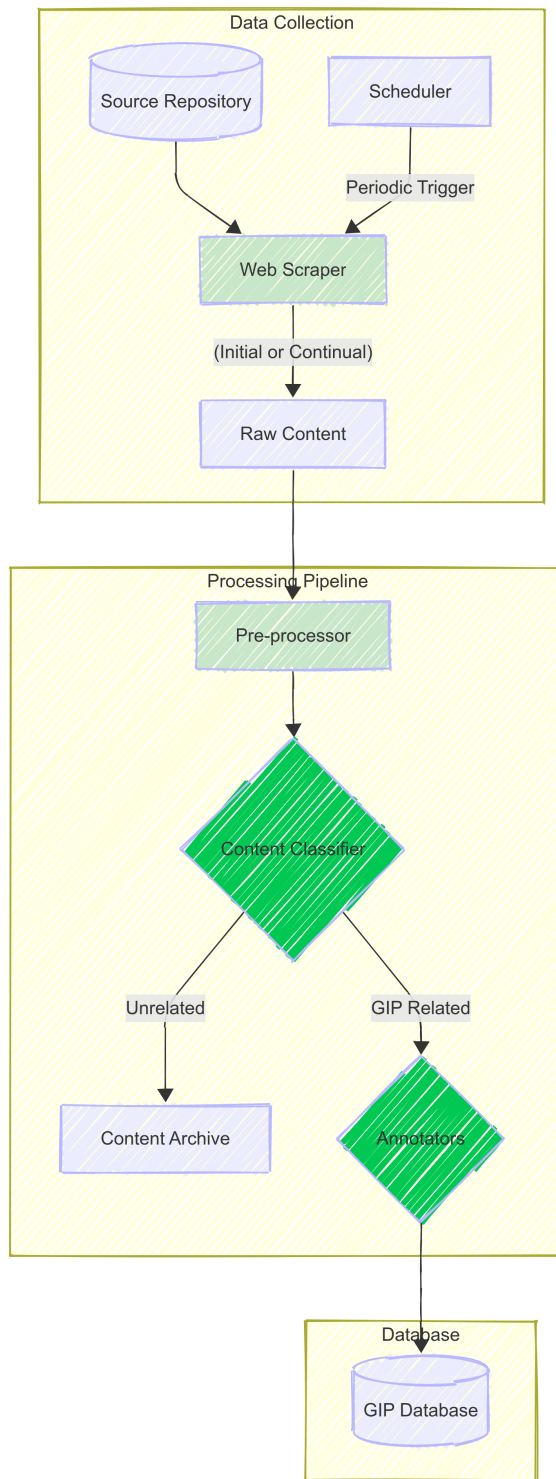 Data Collection
Source Repository
Scheduler
Periodic Trigger
Web Scraper
(Initial or Continual)
Raw Content
Processing Pipeline
Pre-processor
Content Classifier
Unrelated
GIP Related
Content Archive
Annotators
Database
GIP Database